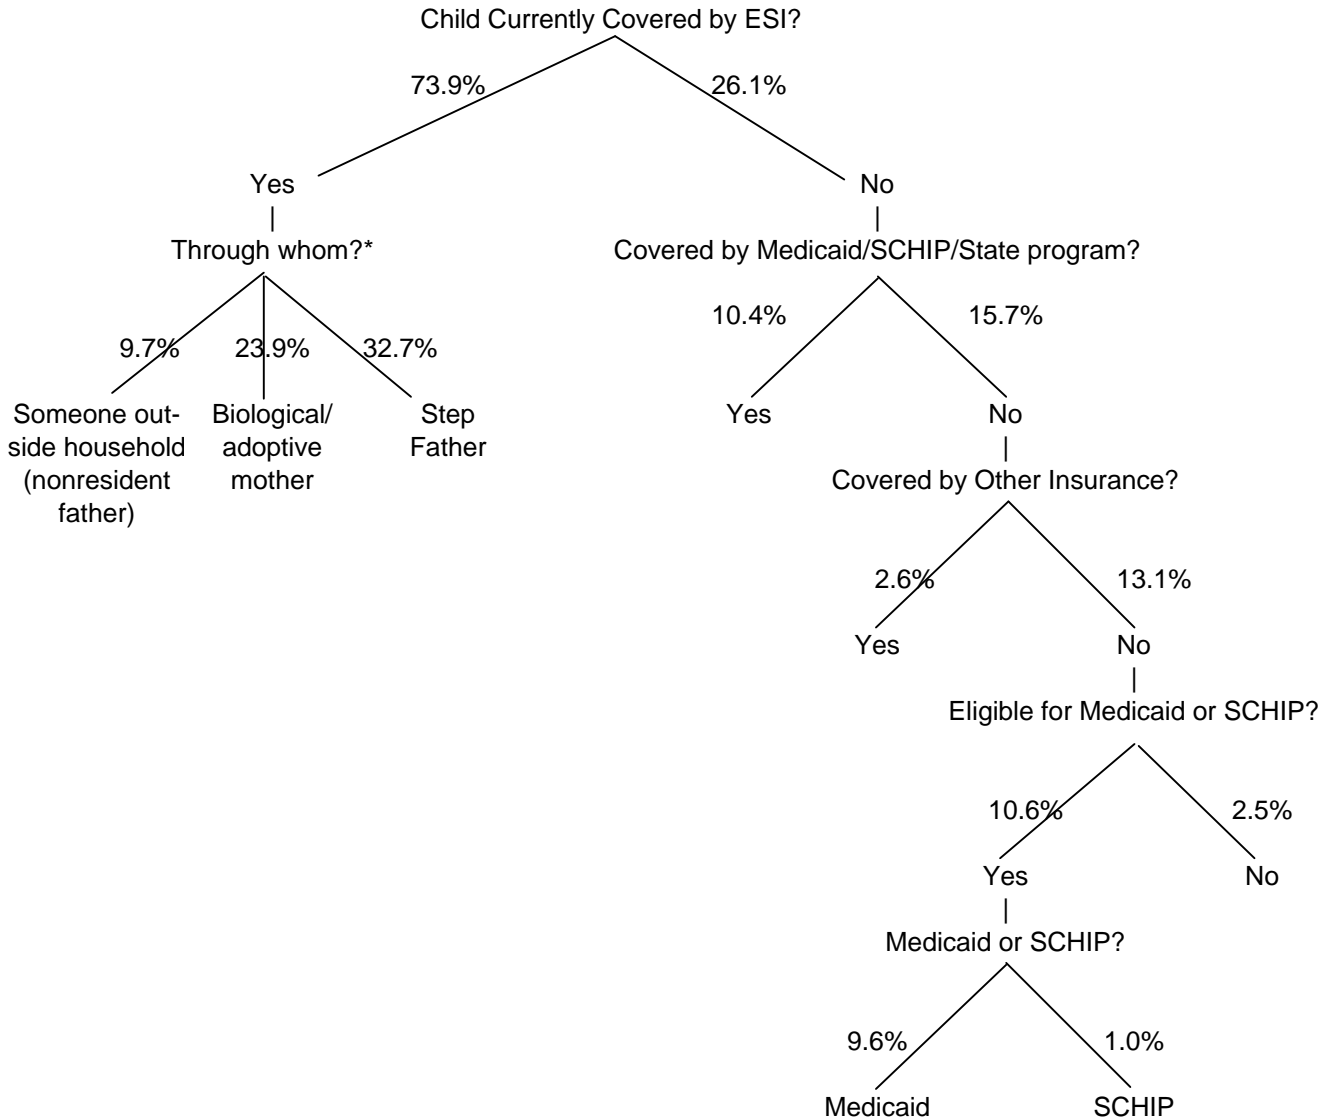 Child Currently Covered by ESI?
73.9%
26.1%
Yes
No
Through whom?*
Covered by Medicaid/SCHIP/State program?
9.7%
23.9%
32.7%
10.4%
15.7%
Someone out-
side household
(nonresident
father)
Biological/
adoptive
mother
Step
Father
Yes
No
Covered by Other Insurance?
2.6%
13.1%
Yes
No
Eligible for Medicaid or SCHIP?
10.6%
2.5%
Yes
No
Medicaid or SCHIP?
9.6%
1.0%
Medicaid
SCHIP